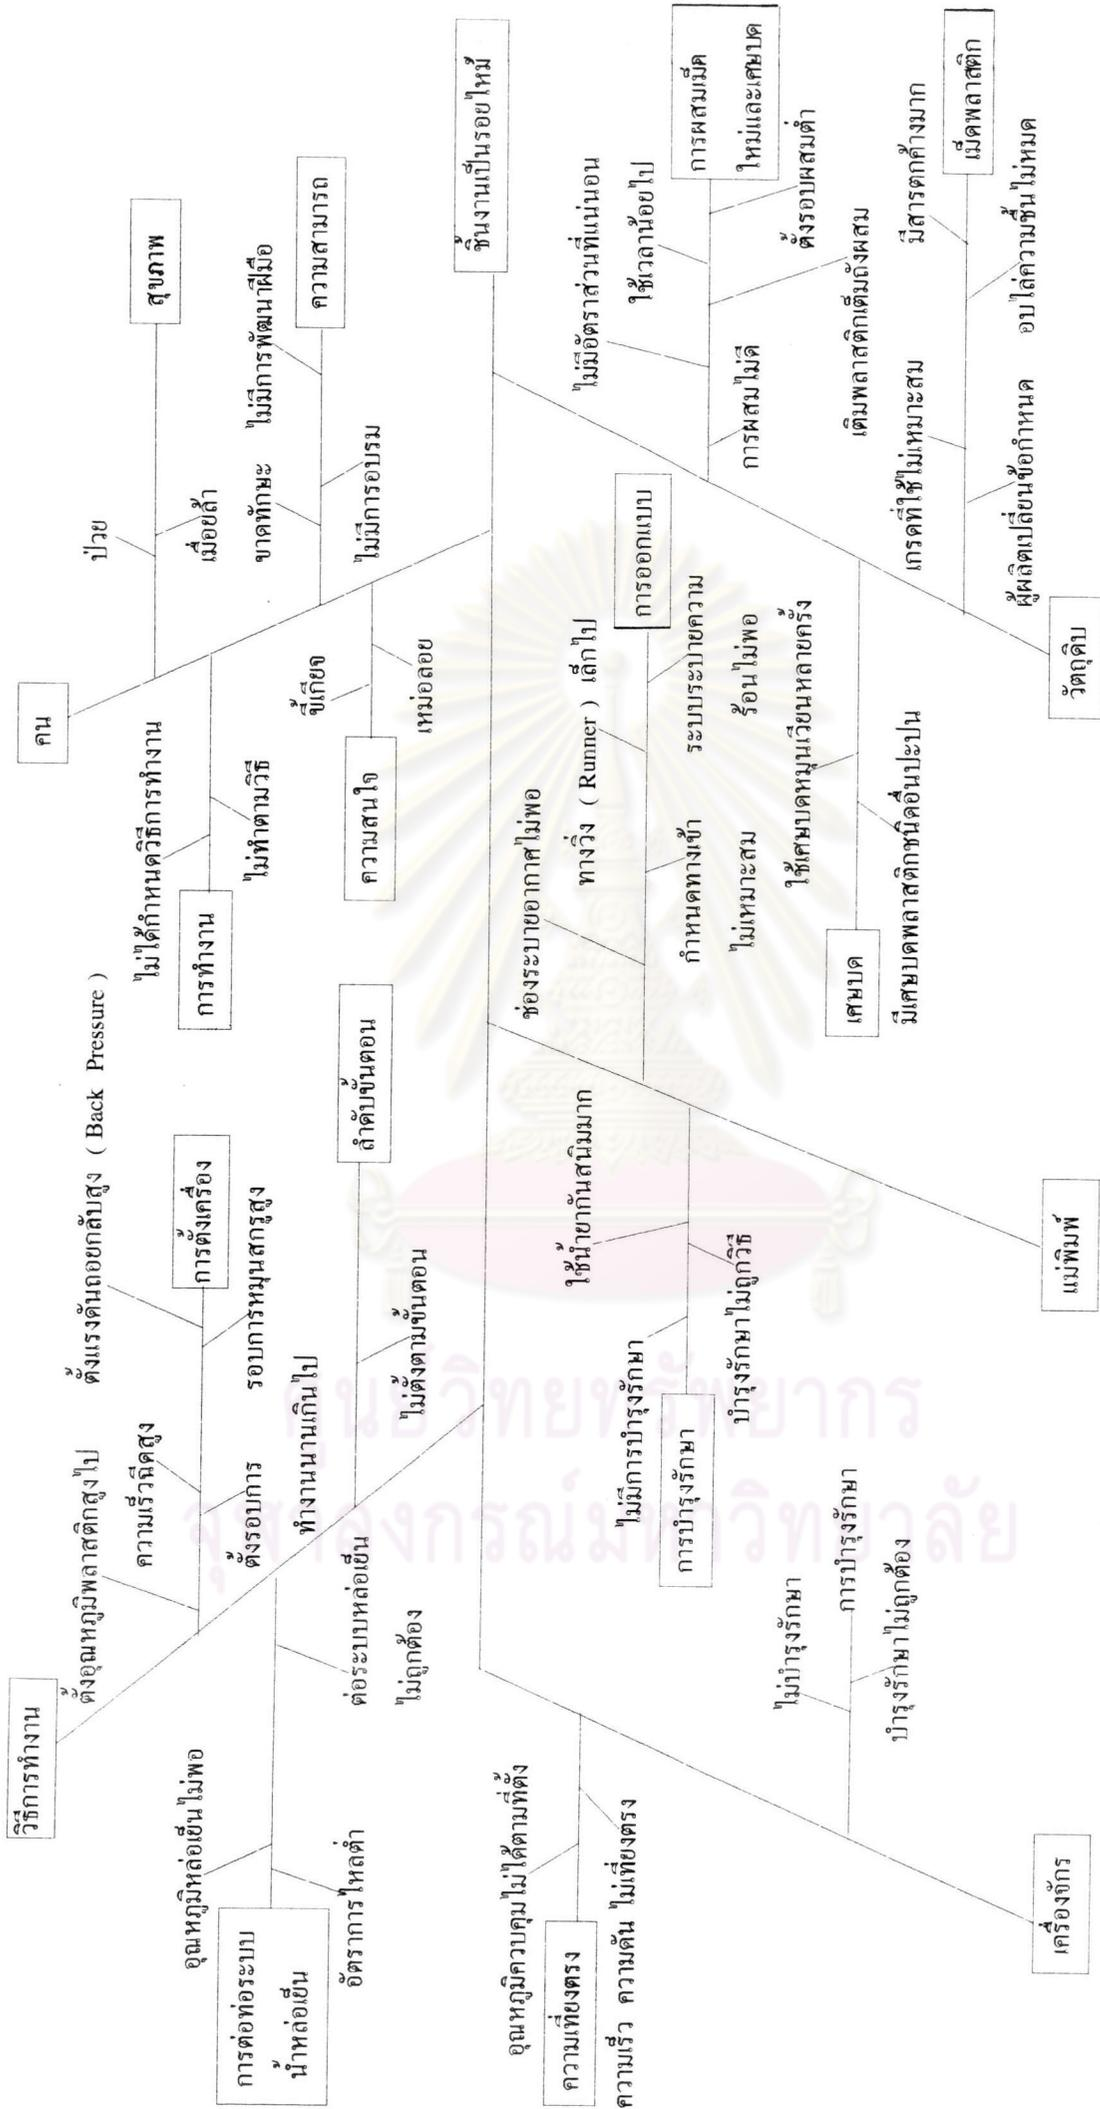 วิธีการทำงาน
ตั้งอุณหภูมิพลาสติกสูงไป
ตั้งแรงดันถอยกลับสูง ( Back Pressure )
ความเร็วฉีดสูง
การตั้งเครื่อง
ตั้งรอบการ
ทำงานนานเกินไป
รอบการหมุนสกรูสูง
อุณหภูมิหล่อเย็นไม่พอ
การต่อท่อระบบ
น้ำหล่อเย็น
อัตราการไหลต่ำ
ต่อระบบหล่อเย็น
ไม่ถูกต้อง
ลำดับขั้นตอน
ไม่ตั้งตามขั้นตอน
คน
ป่วย
สุขภาพ
เมื่อยล้า
ไม่ได้กำหนดวิธีการทำงาน
การทำงาน
ไม่ทำตามวิธี
ขาดทักษะ
ไม่มีการพัฒนาฝีมือ
ความสามารถ
ไม่มีการอบรม
ขี้เกียจ
ความสนใจ
เหม่อลอย
ชิ้นงานเป็นรอยไหม้
อุณหภูมิควบคุมไม่ได้ตามที่ตั้ง
ความเที่ยงตรง
ความเร็ว ความดัน ไม่เที่ยงตรง
ไม่บำรุงรักษา
การบำรุงรักษา
บำรุงรักษาไม่ถูกต้อง
เครื่องจักร
ช่องระบายอากาศไม่พอ
ทางวิ่ง ( Runner ) เล็กไป
การออกแบบ
กำหนดทางเข้า
ไม่เหมาะสม
ระบบระบายความ
ร้อนไม่พอ
ใช้น้ำยากันสนิมมาก
ไม่มีการบำรุงรักษา
การบำรุงรักษา
บำรุงรักษาไม่ถูกวิธี
แม่พิมพ์
ไม่มีอัตราส่วนที่แน่นอน
ใช้เวลาน้อยไป
การผสมเม็ด
ใหม่และเศษบด
การผสมไม่ดี
ตั้งรอบผสมต่ำ
เติมพลาสติกเต็มถังผสม
ใช้เศษบดหมุนเวียนหลายครั้ง
เศษบด
มีเศษบดพลาสติกชนิดอื่นปะปน
เกรดที่ใช้ไม่เหมาะสม
มีสารตกค้างมาก
เม็ดพลาสติก
ผู้ผลิตเปลี่ยนข้อกำหนด
อบไล่ความชื้นไม่หมด
วัตถุดิบ
ศูนย์วิทยทรัพยากร
จุฬาลงกรณ์มหาวิทยาลัย